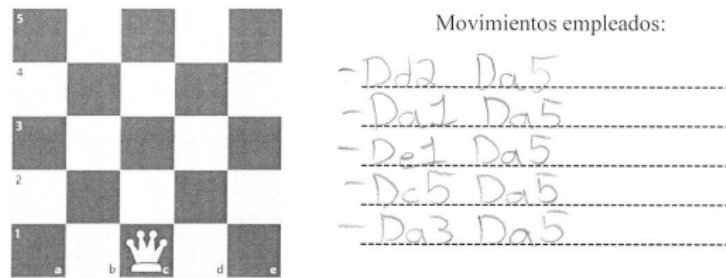 5
4
3
2
1
a b c d e
Movimientos empleados:
- Dd2 Da5
- Da1 Da5
- De1 Da5
- Dc5 Da5
- Da3 Da5